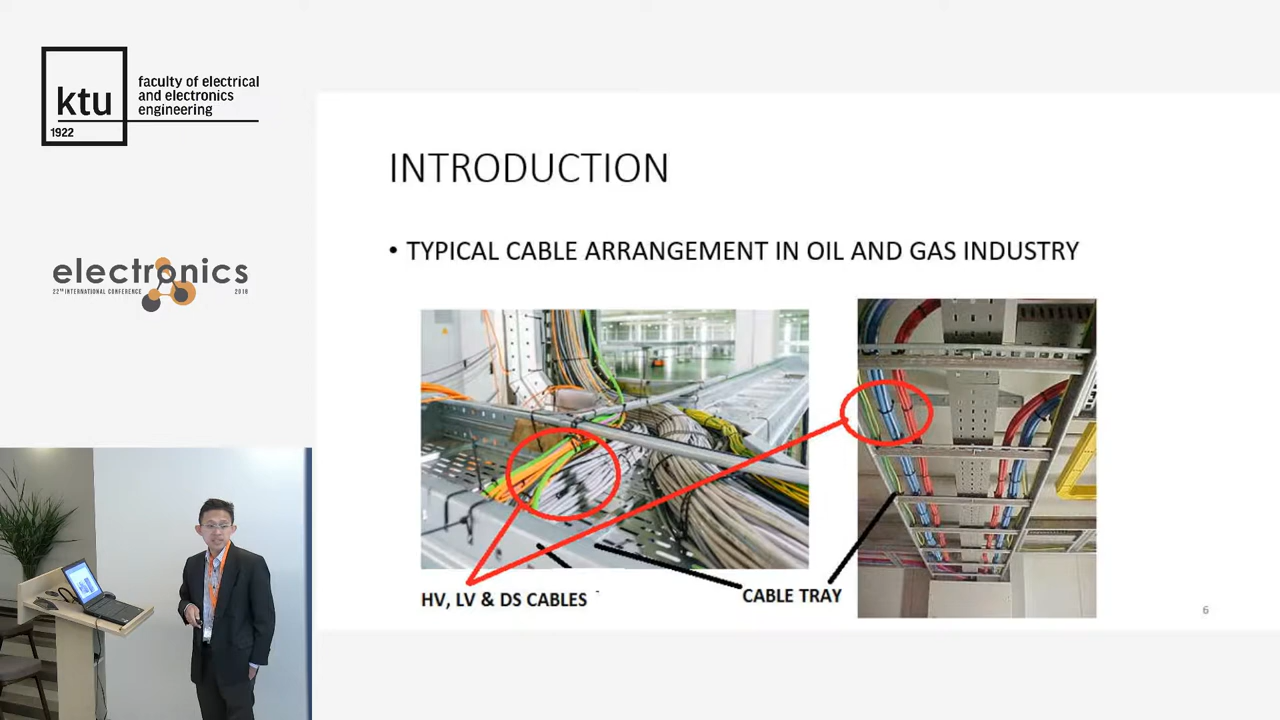 ktu
1922
faculty of electrical
and electronics
engineering
electronics
22ND INTERNATIONAL CONFERENCE 2018
INTRODUCTION
• TYPICAL CABLE ARRANGEMENT IN OIL AND GAS INDUSTRY
HV, LV & DS CABLES
CABLE TRAY
6